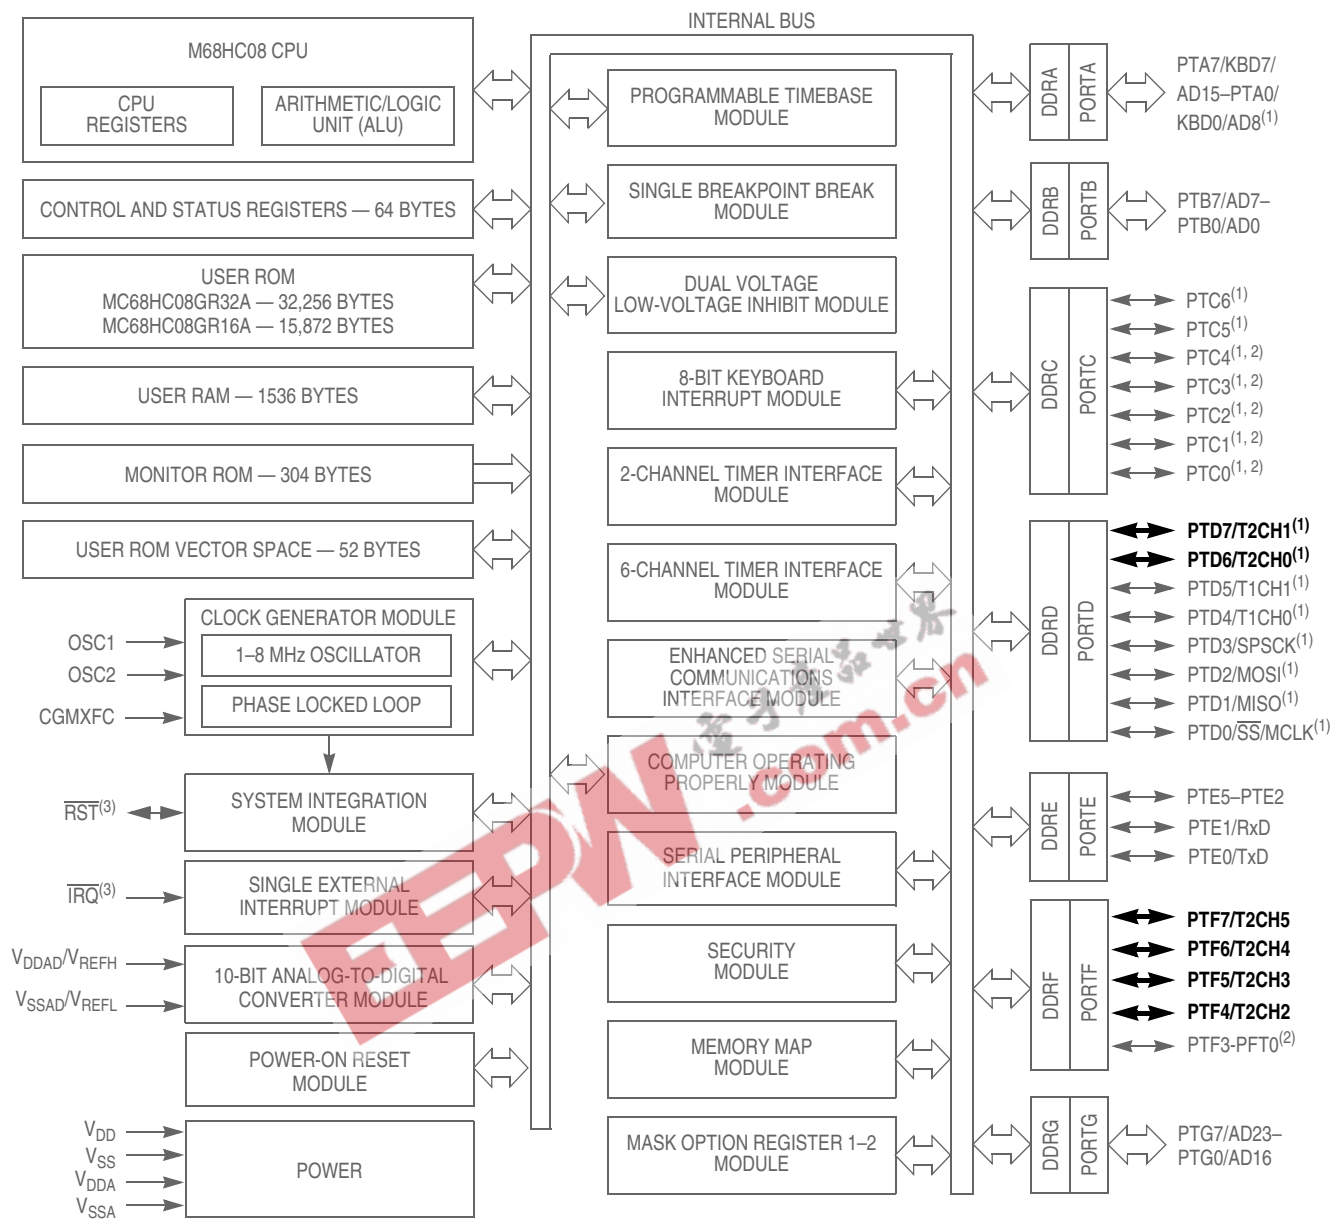 INTERNAL BUS
M68HC08 CPU
CPU
REGISTERS
ARITHMETIC/LOGIC
UNIT (ALU)
CONTROL AND STATUS REGISTERS — 64 BYTES
USER ROM
MC68HC08GR32A — 32,256 BYTES
MC68HC08GR16A — 15,872 BYTES
USER RAM — 1536 BYTES
MONITOR ROM — 304 BYTES
USER ROM VECTOR SPACE — 52 BYTES
OSC1
OSC2
CGMXFC
CLOCK GENERATOR MODULE
1–8 MHz OSCILLATOR
PHASE LOCKED LOOP
RST(3)
SYSTEM INTEGRATION
MODULE
IRQ(3)
SINGLE EXTERNAL
INTERRUPT MODULE
VDDAD/VREFH
VSSAD/VREFL
10-BIT ANALOG-TO-DIGITAL
CONVERTER MODULE
POWER-ON RESET
MODULE
VDD
VSS
VDDA
VSSA
POWER
PROGRAMMABLE TIMEBASE
MODULE
SINGLE BREAKPOINT BREAK
MODULE
DUAL VOLTAGE
LOW-VOLTAGE INHIBIT MODULE
8-BIT KEYBOARD
INTERRUPT MODULE
2-CHANNEL TIMER INTERFACE
MODULE
6-CHANNEL TIMER INTERFACE
MODULE
ENHANCED SERIAL
COMMUNICATIONS
INTERFACE MODULE
COMPUTER OPERATING
PROPERLY MODULE
SERIAL PERIPHERAL
INTERFACE MODULE
SECURITY
MODULE
MEMORY MAP
MODULE
MASK OPTION REGISTER 1–2
MODULE
DDRA
PORTA
PTA7/KBD7/
AD15–PTA0/
KBD0/AD8(1)
DDRB
PORTB
PTB7/AD7–
PTB0/AD0
DDRC
PORTC
PTC6(1)
PTC5(1)
PTC4(1, 2)
PTC3(1, 2)
PTC2(1, 2)
PTC1(1, 2)
PTC0(1, 2)
DDRD
PORTD
PTD7/T2CH1(1)
PTD6/T2CH0(1)
PTD5/T1CH1(1)
PTD4/T1CH0(1)
PTD3/SPSCK(1)
PTD2/MOSI(1)
PTD1/MISO(1)
PTD0/SS/MCLK(1)
DDRE
PORTE
PTE5–PTE2
PTE1/RxD
PTE0/TxD
DDRF
PORTF
PTF7/T2CH5
PTF6/T2CH4
PTF5/T2CH3
PTF4/T2CH2
PTF3-PFT0(2)
DDRG
PORTG
PTG7/AD23–
PTG0/AD16
EEPW.com.cn
电子产品世界